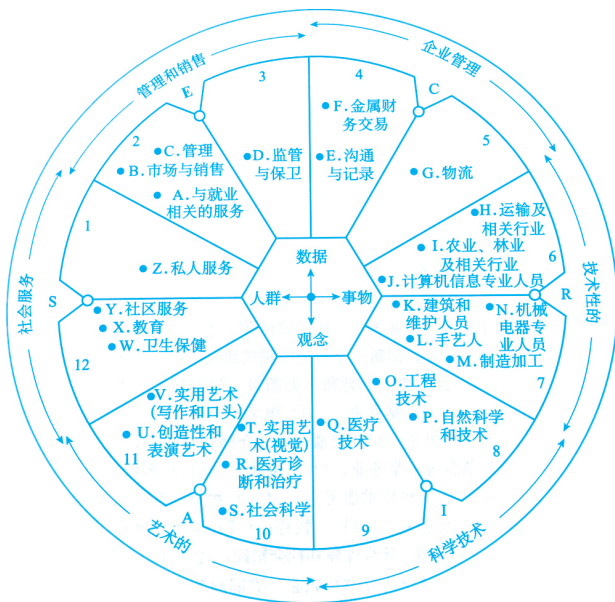 管理和销售
企业管理
技术性的
科学技术
艺术的
社会服务
E
C
R
I
A
S
1
2
3
4
5
6
7
8
9
10
11
12
F.金属财
务交易
C.管理
B.市场与销售
A.与就业
相关的服务
D.监管
与保卫
E.沟通
与记录
G.物流
H.运输及
相关行业
I.农业、林业
及相关行业
J.计算机信息专业人员
Z.私人服务
数据
人群
事物
观念
Y.社区服务
X.教育
W.卫生保健
K.建筑和
维护人员
L.手艺人
N.机械
电器专
业人员
M.制造加工
V.实用艺术
(写作和口头)
U.创造性和
表演艺术
T.实用艺
术(视觉)
R.医疗诊
断和治疗
S.社会科学
Q.医疗
技术
O.工程
技术
P.自然科学
和技术